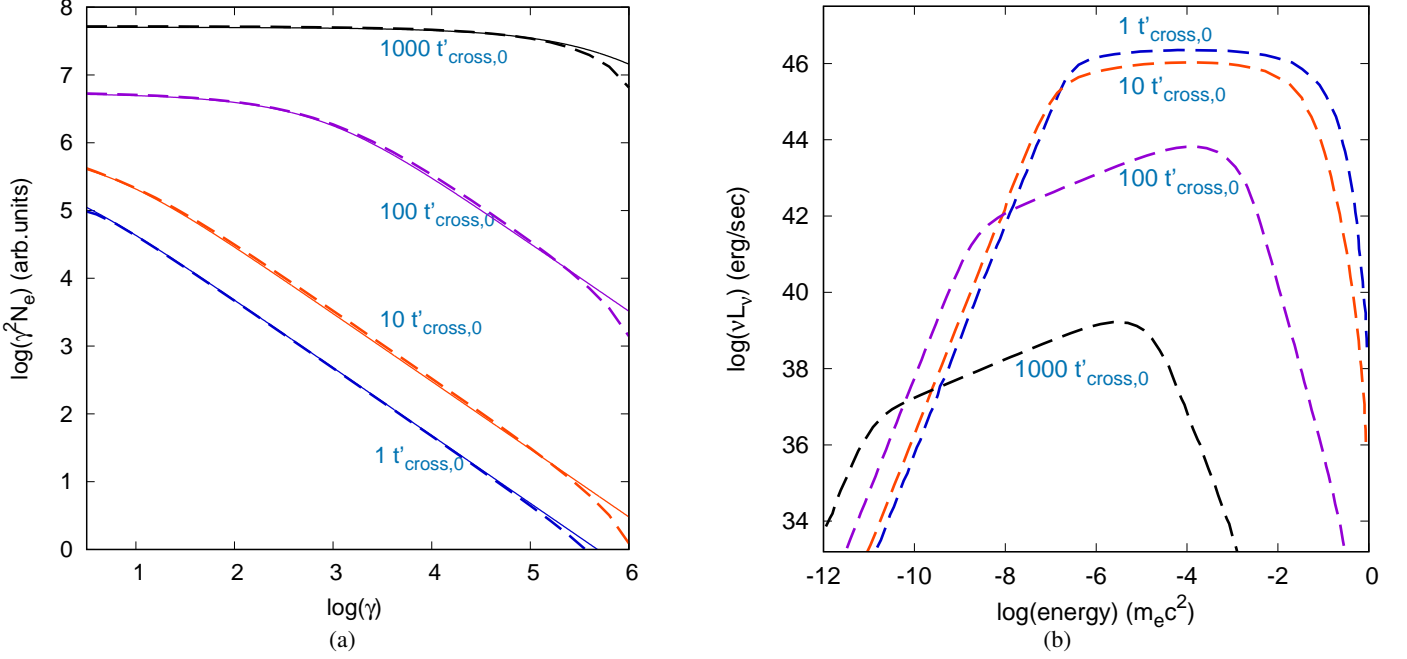 8
7
6
5
4
3
2
1
0
log(γ²Nₑ) (arb.units)
1000 t'cross,0
100 t'cross,0
10 t'cross,0
1 t'cross,0
1 2 3 4 5 6
log(γ)
(a)
46
44
42
40
38
36
34
log(νLν) (erg/sec)
1 t'cross,0
10 t'cross,0
100 t'cross,0
1000 t'cross,0
-12 -10 -8 -6 -4 -2 0
log(energy) (mₑc²)
(b)